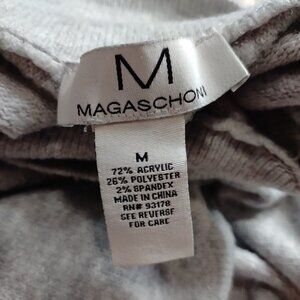 M
MAGASCHONI
M
72% ACRYLIC
26% POLYESTER
2% SPANDEX
MADE IN CHINA
RN# 93178
SEE REVERSE
FOR CARE